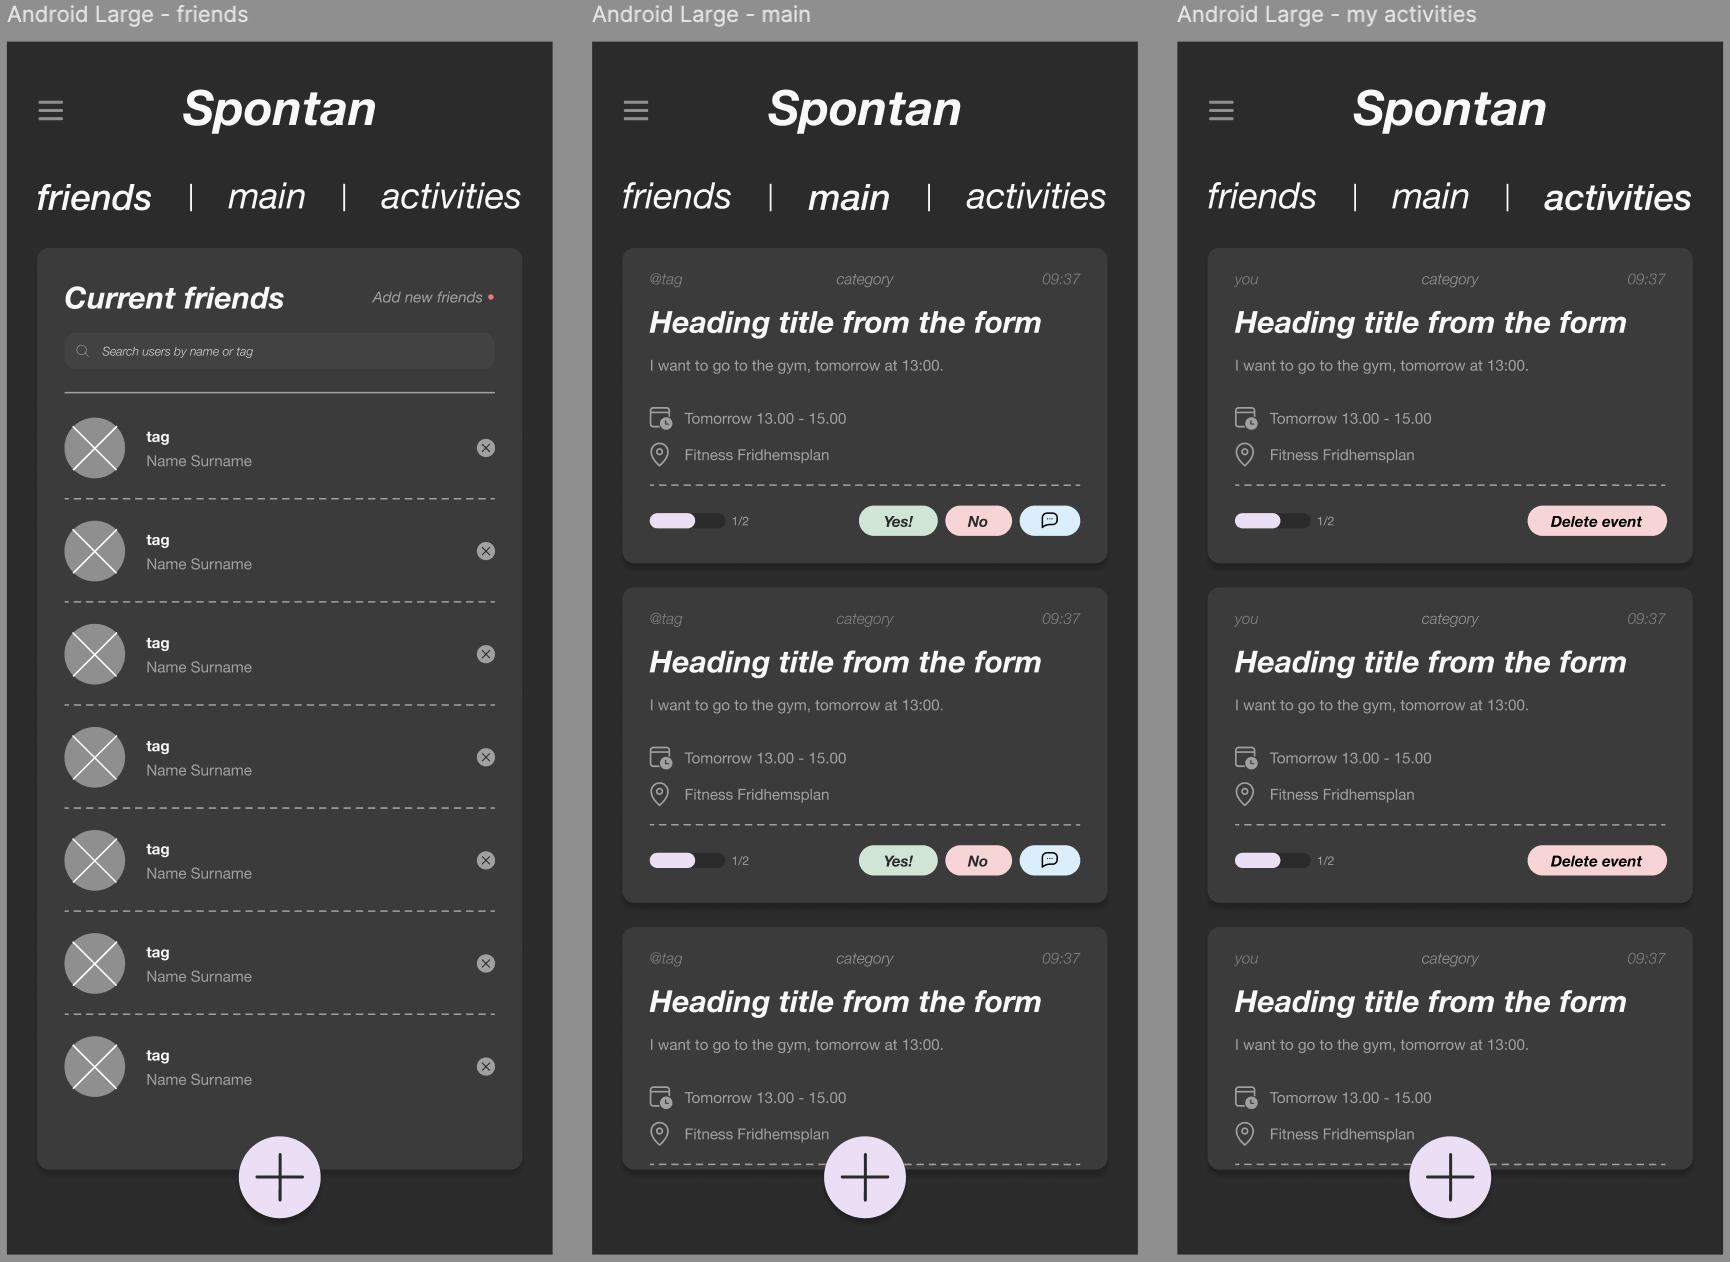 Android Large - friends
Spontan
friends | main | activities
Current friends
Add new friends
Search users by name or tag
tag
Name Surname
tag
Name Surname
tag
Name Surname
tag
Name Surname
tag
Name Surname
tag
Name Surname
tag
Name Surname
Android Large - main
Spontan
friends | main | activities
@tag category 09:37
Heading title from the form
I want to go to the gym, tomorrow at 13:00.
Tomorrow 13.00 - 15.00
Fitness Fridhemsplan
1/2 Yes! No
@tag category 09:37
Heading title from the form
I want to go to the gym, tomorrow at 13:00.
Tomorrow 13.00 - 15.00
Fitness Fridhemsplan
1/2 Yes! No
@tag category 09:37
Heading title from the form
I want to go to the gym, tomorrow at 13:00.
Tomorrow 13.00 - 15.00
Fitness Fridhemsplan
Android Large - my activities
Spontan
friends | main | activities
you category 09:37
Heading title from the form
I want to go to the gym, tomorrow at 13:00.
Tomorrow 13.00 - 15.00
Fitness Fridhemsplan
1/2 Delete event
you category 09:37
Heading title from the form
I want to go to the gym, tomorrow at 13:00.
Tomorrow 13.00 - 15.00
Fitness Fridhemsplan
1/2 Delete event
you category 09:37
Heading title from the form
I want to go to the gym, tomorrow at 13:00.
Tomorrow 13.00 - 15.00
Fitness Fridhemsplan